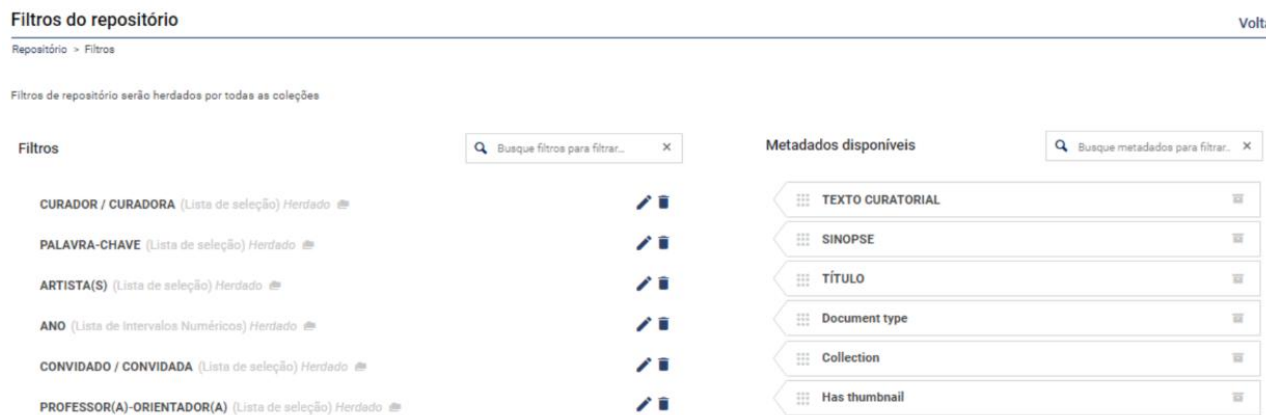 Filtros do repositório
Volt
Repositório > Filtros
Filtros de repositório serão herdados por todas as coleções
Filtros
Busque filtros para filtrar...
Metadados disponíveis
Busque metadados para filtrar..
CURADOR / CURADORA (Lista de seleção) Herdado
PALAVRA-CHAVE (Lista de seleção) Herdado
ARTISTA(S) (Lista de seleção) Herdado
ANO (Lista de Intervalos Numéricos) Herdado
CONVIDADO / CONVIDADA (Lista de seleção) Herdado
PROFESSOR(A)-ORIENTADOR(A) (Lista de seleção) Herdado
TEXTO CURATORIAL
SINOPSE
TÍTULO
Document type
Collection
Has thumbnail